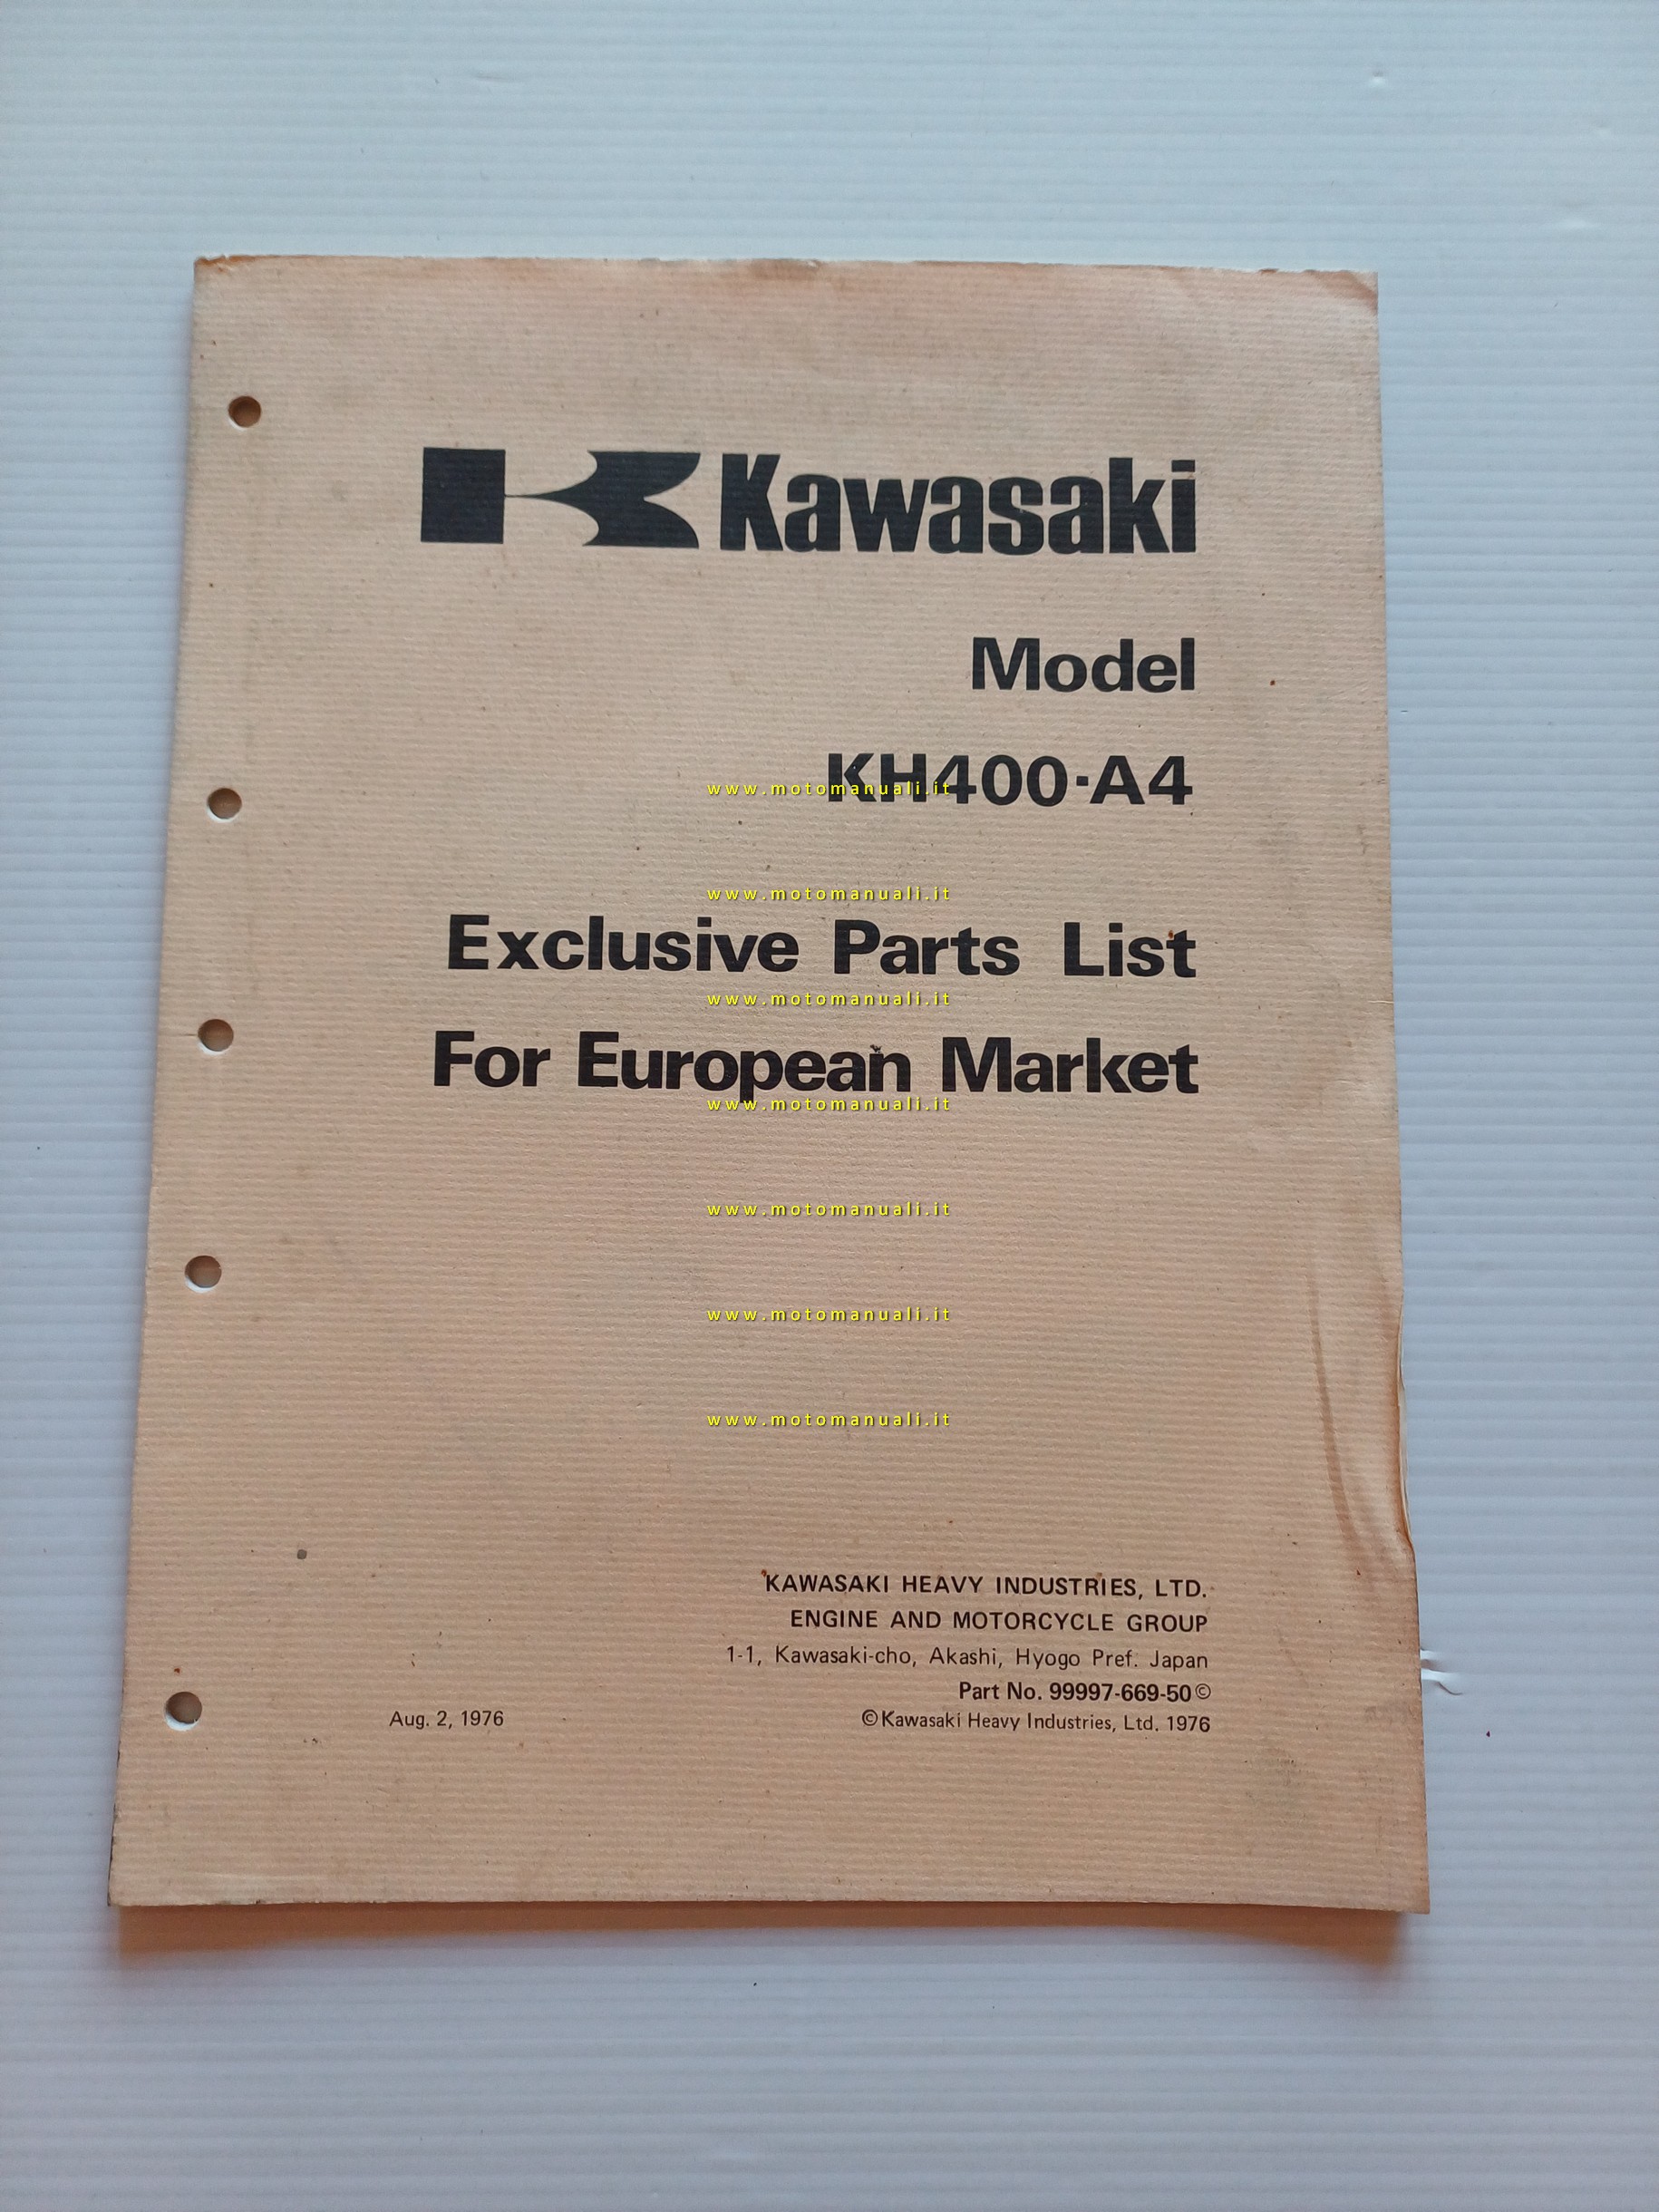 Kawasaki
Model
KH400-A4
www.motomanuali.it
www.motomanuali.it
Exclusive Parts List
www.motomanuali.it
For European Market
www.motomanuali.it
www.motomanuali.it
www.motomanuali.it
www.motomanuali.it
KAWASAKI HEAVY INDUSTRIES, LTD.
ENGINE AND MOTORCYCLE GROUP
1-1, Kawasaki-cho, Akashi, Hyogo Pref. Japan
Part No. 99997-669-50©
Aug. 2, 1976
©Kawasaki Heavy Industries, Ltd. 1976